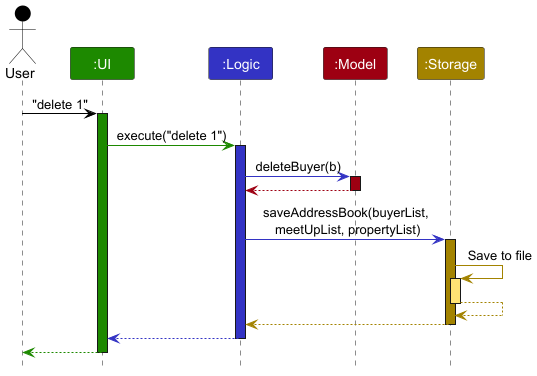 User
:UI
:Logic
:Model
:Storage
"delete 1"
execute("delete 1")
deleteBuyer(b)
saveAddressBook(buyerList,
meetUpList, propertyList)
Save to file